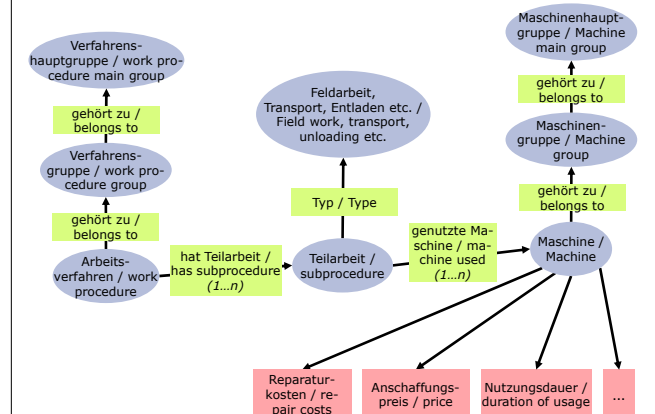 Verfahrens-
hauptgruppe / work pro
cedure main group
gehört zu /
belongs to
Verfahrens-
gruppe / work pro
cedure group
gehört zu /
belongs to
Arbeits-
verfahren / work
procedure
hat Teilarbeit /
has subprocedure
(1...n)
Feldarbeit,
Transport, Entladen etc. /
Field work, transport,
unloading etc.
Typ / Type
Teilarbeit /
subprocedure
genutzte Ma-
schine / ma-
chine used
(1...n)
Maschinenhaupt-
gruppe / Machine
main group
gehört zu /
belongs to
Maschinen-
gruppe / Machine
group
gehört zu /
belongs to
Maschine /
Machine
Reparatur-
kosten / re-
pair costs
Anschaffungs-
preis / price
Nutzungsdauer /
duration of usage
...